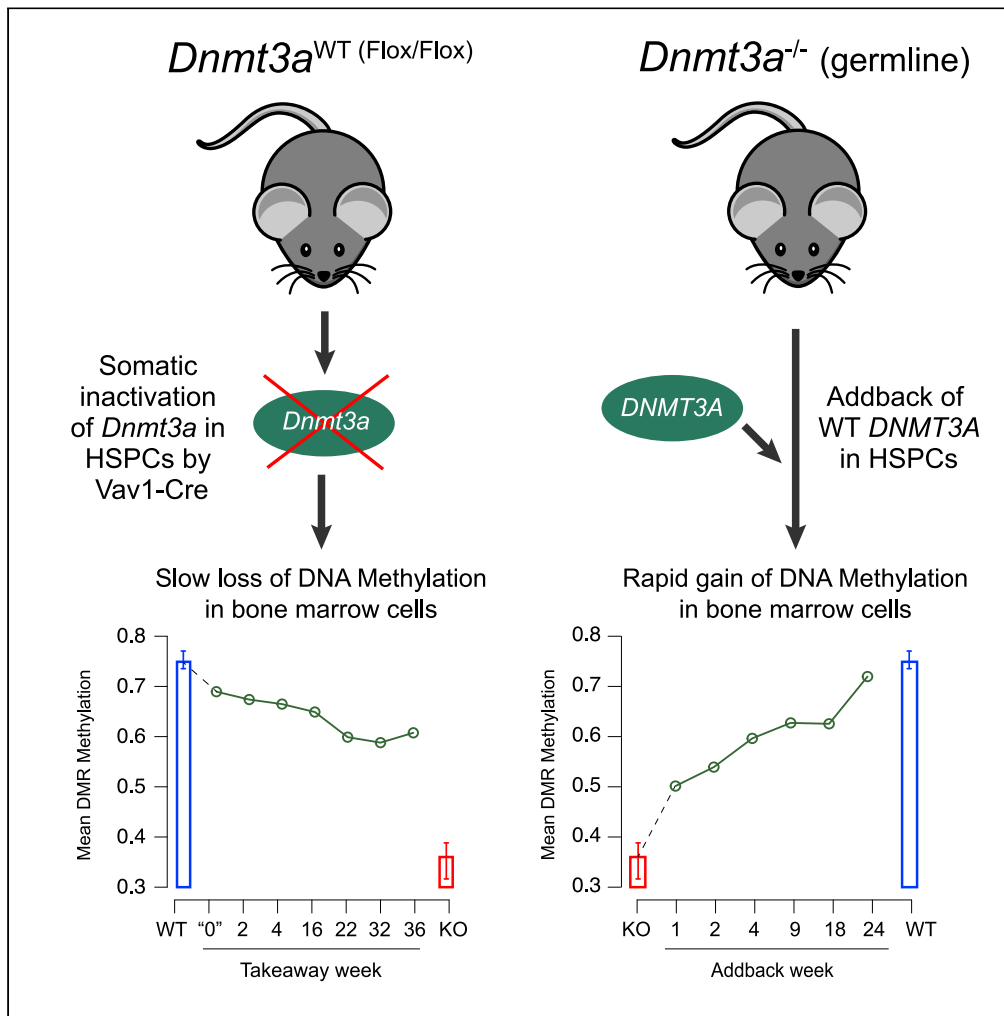 Dnmt3a^WT (Flox/Flox)
Somatic
inactivation
of Dnmt3a in
HSPCs by
Vav1-Cre
Dnmt3a
Slow loss of DNA Methylation
in bone marrow cells
Mean DMR Methylation
0.8
0.7
0.6
0.5
0.4
0.3
WT "0" 2 4 16 22 32 36 KO
Takeaway week
Dnmt3a^-/- (germline)
DNMT3A
Addback of
WT DNMT3A
in HSPCs
Rapid gain of DNA Methylation
in bone marrow cells
Mean DMR Methylation
0.8
0.7
0.6
0.5
0.4
0.3
KO 1 2 4 9 18 24 WT
Addback week